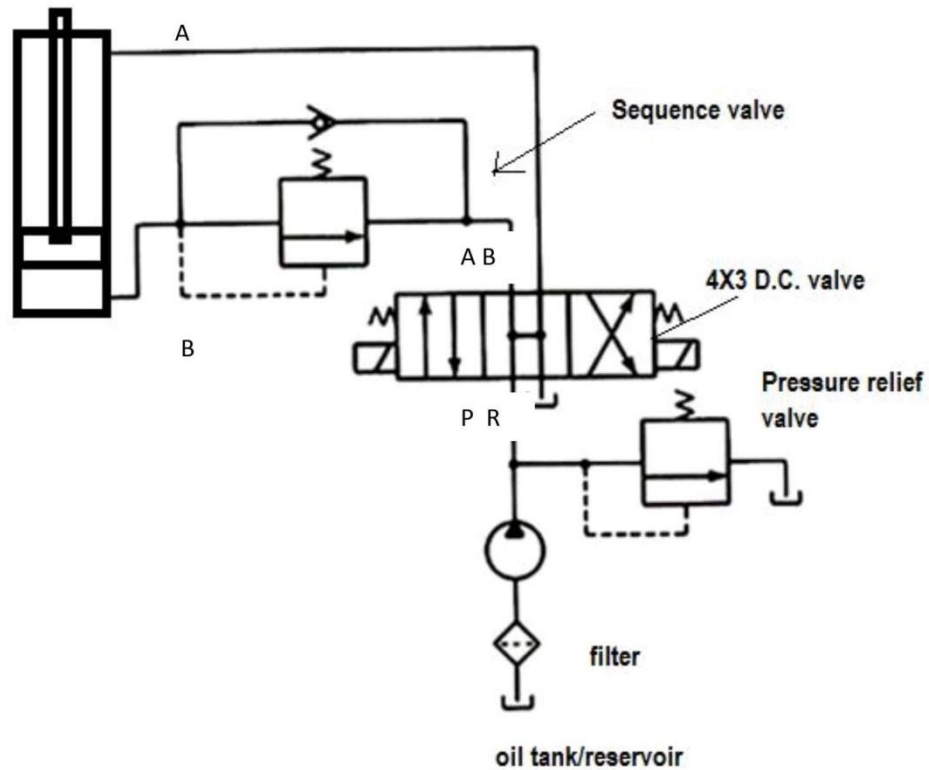 A
Sequence valve
A B
4X3 D.C. valve
B
Pressure relief
valve
P R
filter
oil tank/reservoir